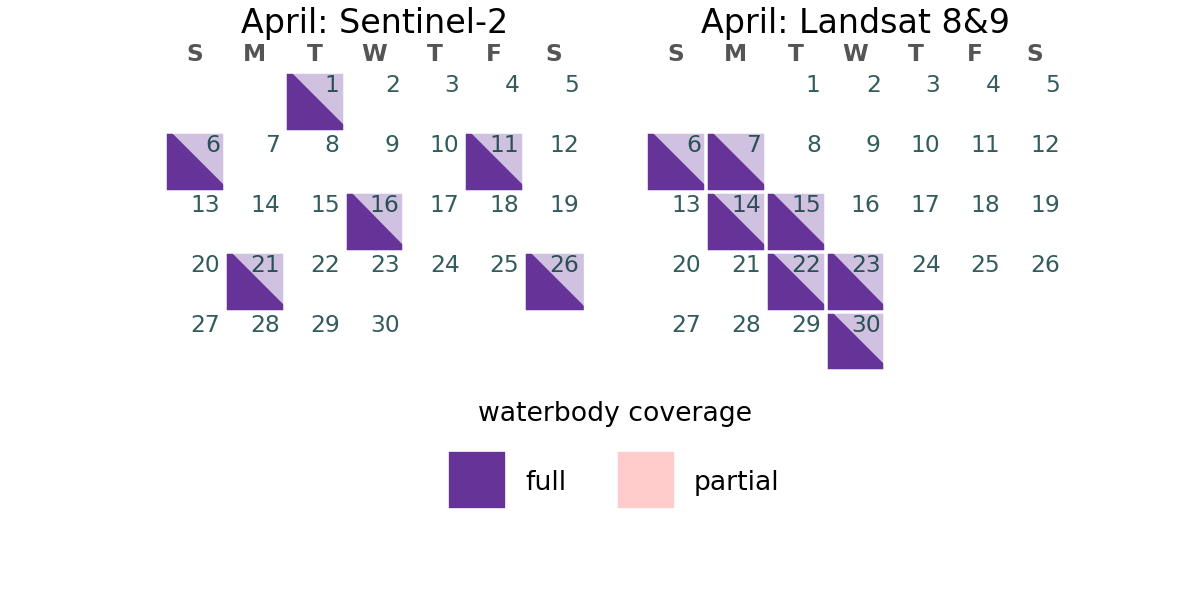 April: Sentinel-2
S M T W T F S
1 2 3 4 5
6 7 8 9 10 11 12
13 14 15 16 17 18 19
20 21 22 23 24 25 26
27 28 29 30
April: Landsat 8&9
S M T W T F S
1 2 3 4 5
6 7 8 9 10 11 12
13 14 15 16 17 18 19
20 21 22 23 24 25 26
27 28 29 30
waterbody coverage
full partial